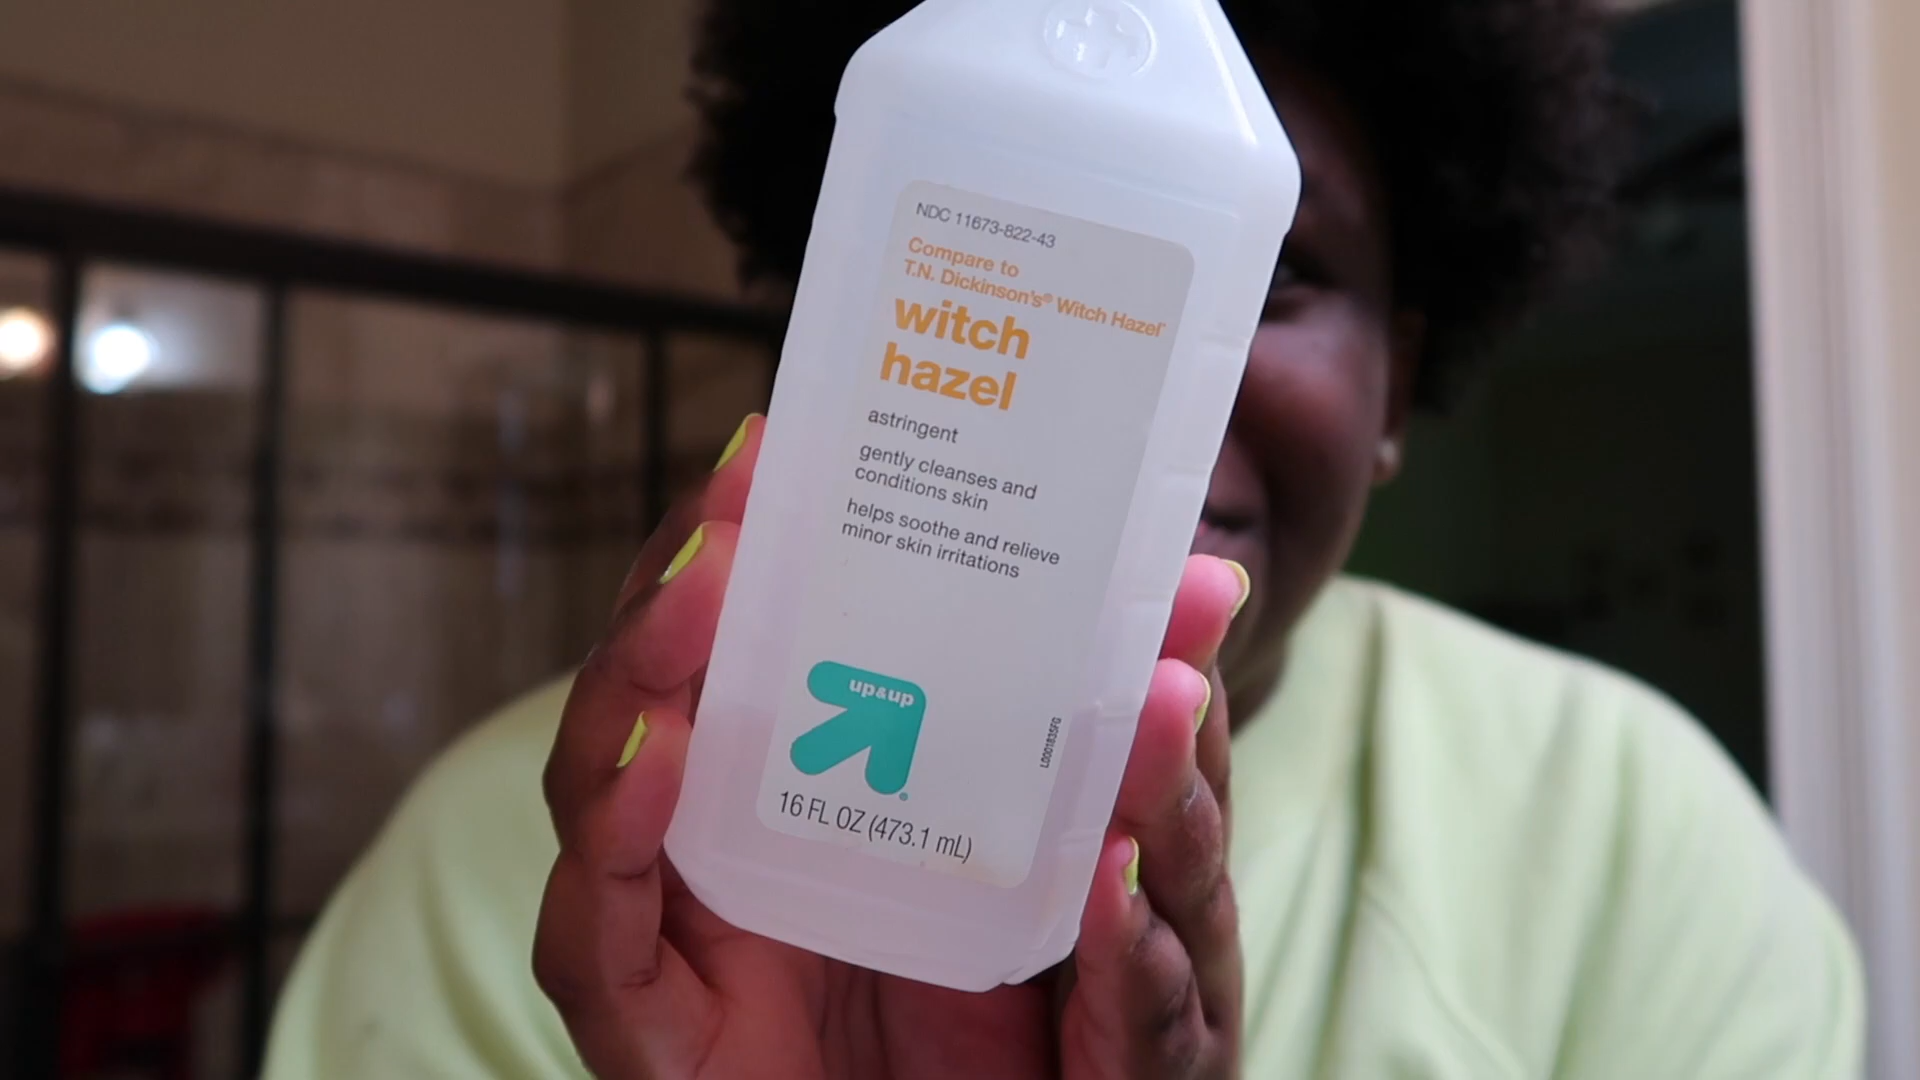 NDC 11673-822-43
Compare to
T.N. Dickinson's® Witch Hazel*
witch
hazel
astringent
gently cleanses and
conditions skin
helps soothe and relieve
minor skin irritations
up&up
L0001835FG
16 FL OZ (473.1 mL)